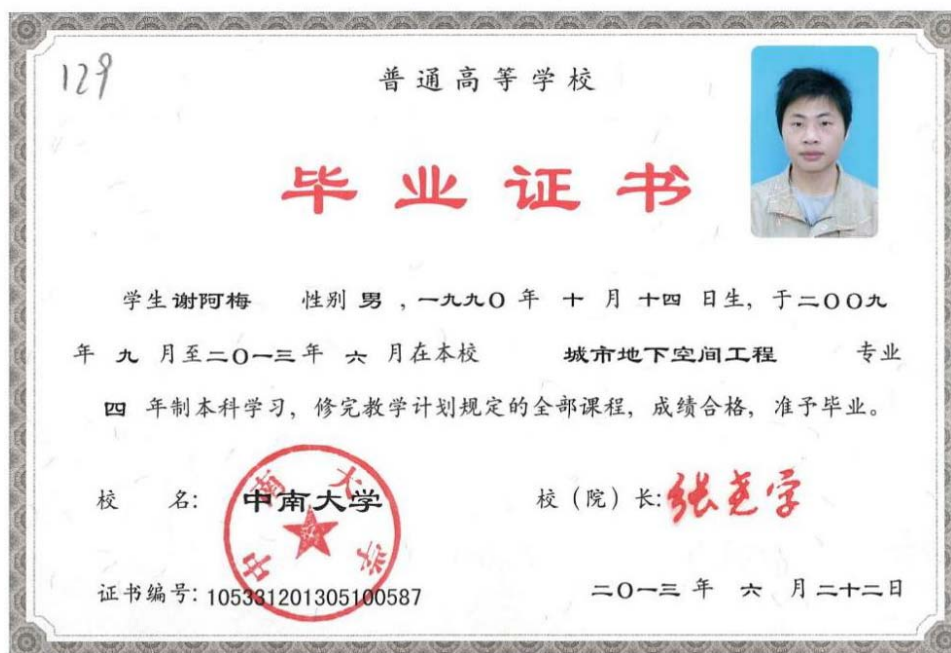 129
普通高等学校
毕业证书
学生谢阿梅 性别 男 ，一九九〇 年 十 月 十四 日生，于二〇〇九
年 九 月至二〇一三年 六 月在本校 城市地下空间工程 专业
四 年制本科学习，修完教学计划规定的全部课程，成绩合格，准予毕业。
校 名： 中南大学 校（院）长：张尧学
中南大学
证书编号：105331201305100587 二〇一三 年 六 月 二十二日